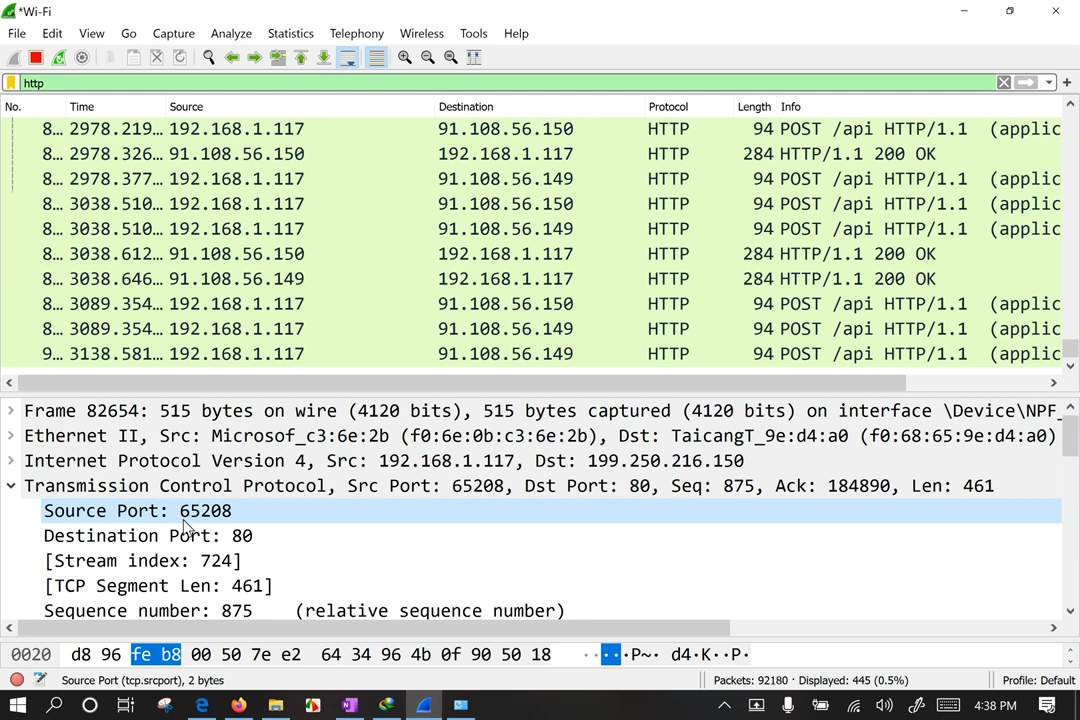 *Wi-Fi
File Edit View Go Capture Analyze Statistics Telephony Wireless Tools Help
http
No. Time Source Destination Protocol Length Info
8… 2978.219… 192.168.1.117 91.108.56.150 HTTP 94 POST /api HTTP/1.1 (applic
8… 2978.326… 91.108.56.150 192.168.1.117 HTTP 284 HTTP/1.1 200 OK
8… 2978.377… 192.168.1.117 91.108.56.149 HTTP 94 POST /api HTTP/1.1 (applic
8… 3038.510… 192.168.1.117 91.108.56.150 HTTP 94 POST /api HTTP/1.1 (applic
8… 3038.510… 192.168.1.117 91.108.56.149 HTTP 94 POST /api HTTP/1.1 (applic
8… 3038.612… 91.108.56.150 192.168.1.117 HTTP 284 HTTP/1.1 200 OK
8… 3038.646… 91.108.56.149 192.168.1.117 HTTP 284 HTTP/1.1 200 OK
8… 3089.354… 192.168.1.117 91.108.56.150 HTTP 94 POST /api HTTP/1.1 (applic
8… 3089.354… 192.168.1.117 91.108.56.149 HTTP 94 POST /api HTTP/1.1 (applic
9… 3138.581… 192.168.1.117 91.108.56.149 HTTP 94 POST /api HTTP/1.1 (applic
Frame 82654: 515 bytes on wire (4120 bits), 515 bytes captured (4120 bits) on interface \Device\NPF_
Ethernet II, Src: Microsof_c3:6e:2b (f0:6e:0b:c3:6e:2b), Dst: TaicangT_9e:d4:a0 (f0:68:65:9e:d4:a0)
Internet Protocol Version 4, Src: 192.168.1.117, Dst: 199.250.216.150
Transmission Control Protocol, Src Port: 65208, Dst Port: 80, Seq: 875, Ack: 184890, Len: 461
Source Port: 65208
Destination Port: 80
[Stream index: 724]
[TCP Segment Len: 461]
Sequence number: 875 (relative sequence number)
0020 d8 96 fe b8 00 50 7e e2 64 34 96 4b 0f 90 50 18 ·····P~· d4·K··P·
Source Port (tcp.srcport), 2 bytes Packets: 92180 · Displayed: 445 (0.5%) Profile: Default
4:38 PM